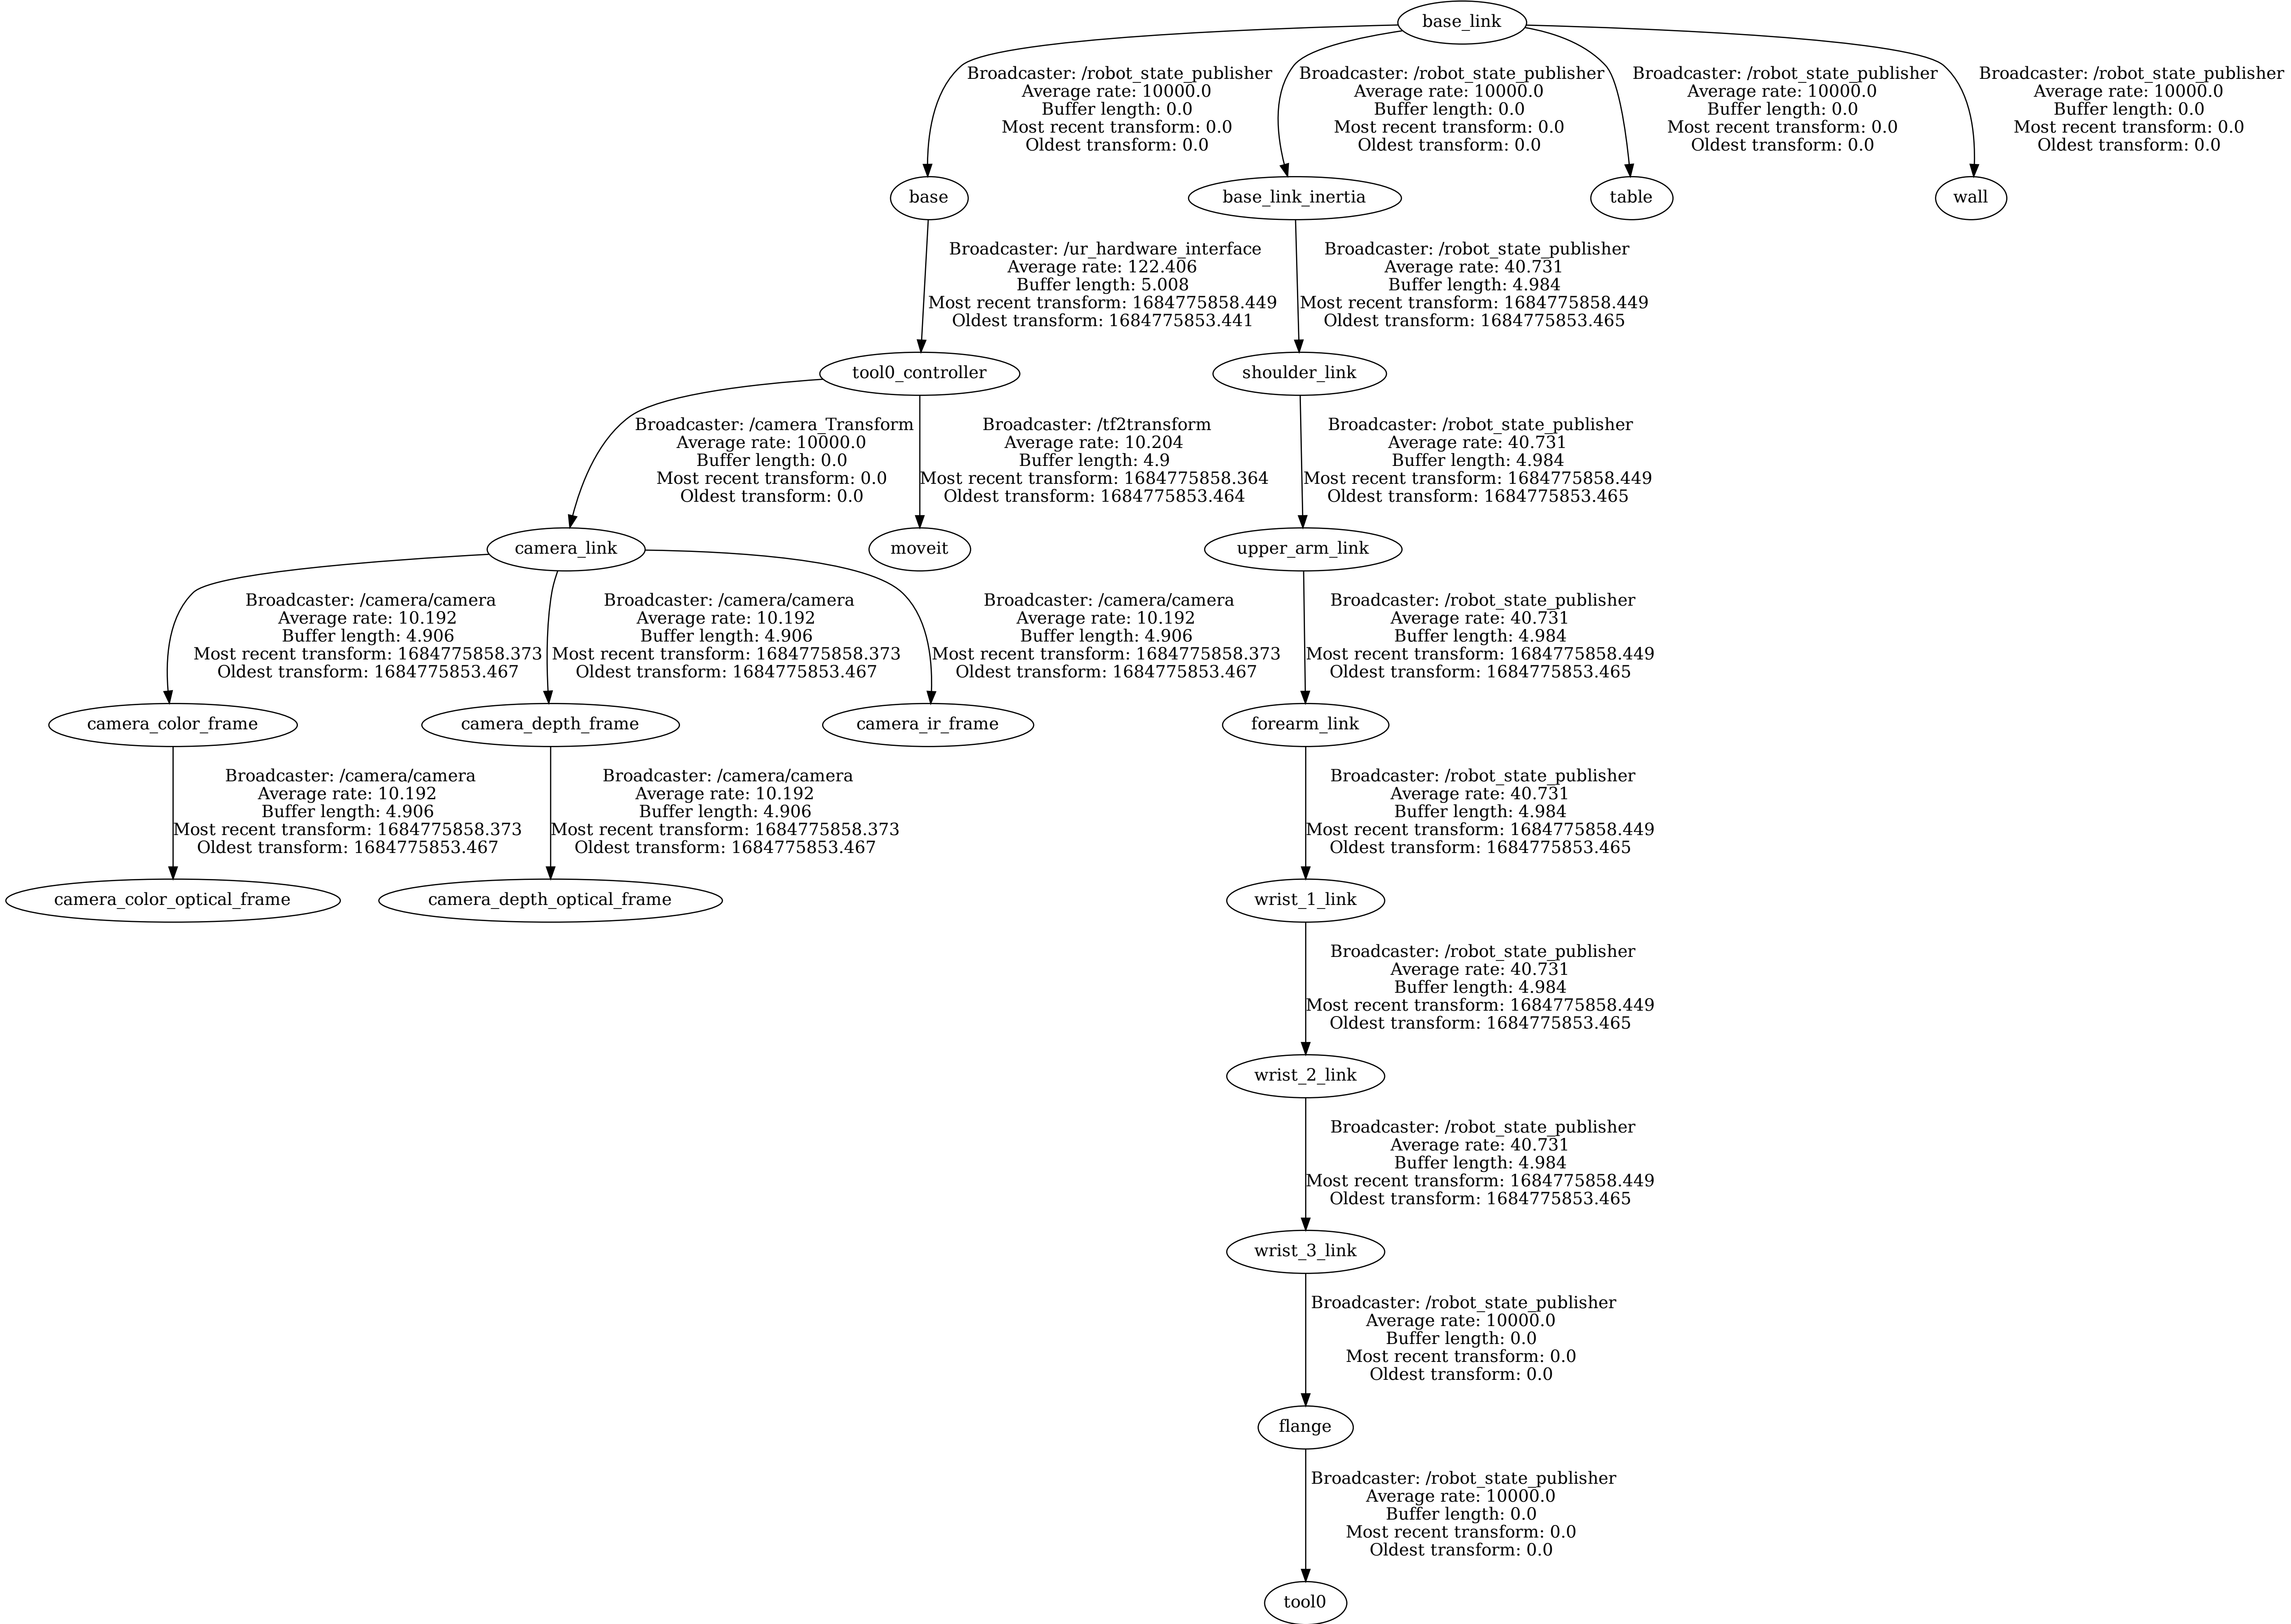 base_link
Broadcaster: /robot_state_publisher
Average rate: 10000.0
Buffer length: 0.0
Most recent transform: 0.0
Oldest transform: 0.0
Broadcaster: /robot_state_publisher
Average rate: 10000.0
Buffer length: 0.0
Most recent transform: 0.0
Oldest transform: 0.0
Broadcaster: /robot_state_publisher
Average rate: 10000.0
Buffer length: 0.0
Most recent transform: 0.0
Oldest transform: 0.0
Broadcaster: /robot_state_publisher
Average rate: 10000.0
Buffer length: 0.0
Most recent transform: 0.0
Oldest transform: 0.0
base
base_link_inertia
table
wall
Broadcaster: /ur_hardware_interface
Average rate: 122.406
Buffer length: 5.008
Most recent transform: 1684775858.449
Oldest transform: 1684775853.441
Broadcaster: /robot_state_publisher
Average rate: 40.731
Buffer length: 4.984
Most recent transform: 1684775858.449
Oldest transform: 1684775853.465
tool0_controller
shoulder_link
Broadcaster: /camera_Transform
Average rate: 10000.0
Buffer length: 0.0
Most recent transform: 0.0
Oldest transform: 0.0
Broadcaster: /tf2transform
Average rate: 10.204
Buffer length: 4.9
Most recent transform: 1684775858.364
Oldest transform: 1684775853.464
Broadcaster: /robot_state_publisher
Average rate: 40.731
Buffer length: 4.984
Most recent transform: 1684775858.449
Oldest transform: 1684775853.465
camera_link
moveit
upper_arm_link
Broadcaster: /camera/camera
Average rate: 10.192
Buffer length: 4.906
Most recent transform: 1684775858.373
Oldest transform: 1684775853.467
Broadcaster: /camera/camera
Average rate: 10.192
Buffer length: 4.906
Most recent transform: 1684775858.373
Oldest transform: 1684775853.467
Broadcaster: /camera/camera
Average rate: 10.192
Buffer length: 4.906
Most recent transform: 1684775858.373
Oldest transform: 1684775853.467
Broadcaster: /robot_state_publisher
Average rate: 40.731
Buffer length: 4.984
Most recent transform: 1684775858.449
Oldest transform: 1684775853.465
camera_color_frame
camera_depth_frame
camera_ir_frame
forearm_link
Broadcaster: /camera/camera
Average rate: 10.192
Buffer length: 4.906
Most recent transform: 1684775858.373
Oldest transform: 1684775853.467
Broadcaster: /camera/camera
Average rate: 10.192
Buffer length: 4.906
Most recent transform: 1684775858.373
Oldest transform: 1684775853.467
Broadcaster: /robot_state_publisher
Average rate: 40.731
Buffer length: 4.984
Most recent transform: 1684775858.449
Oldest transform: 1684775853.465
camera_color_optical_frame
camera_depth_optical_frame
wrist_1_link
Broadcaster: /robot_state_publisher
Average rate: 40.731
Buffer length: 4.984
Most recent transform: 1684775858.449
Oldest transform: 1684775853.465
wrist_2_link
Broadcaster: /robot_state_publisher
Average rate: 40.731
Buffer length: 4.984
Most recent transform: 1684775858.449
Oldest transform: 1684775853.465
wrist_3_link
Broadcaster: /robot_state_publisher
Average rate: 10000.0
Buffer length: 0.0
Most recent transform: 0.0
Oldest transform: 0.0
flange
Broadcaster: /robot_state_publisher
Average rate: 10000.0
Buffer length: 0.0
Most recent transform: 0.0
Oldest transform: 0.0
tool0